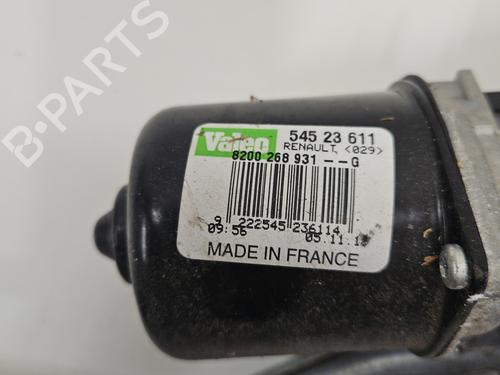 Valeo
545 23 611
RENAULT <029>
8200 268 931 -- G
9 222545 236114
09:56
MADE IN FRANCE
B-PARTS